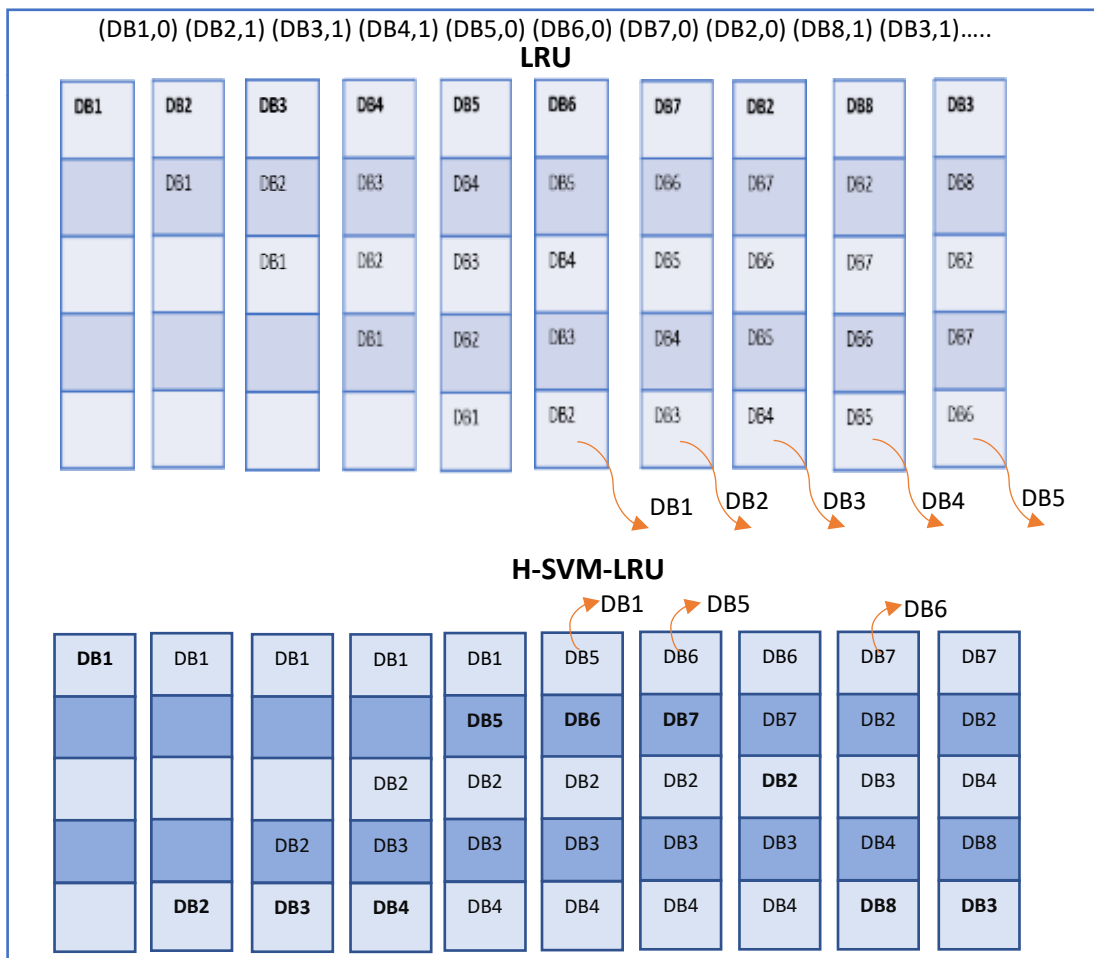 (DB1,0) (DB2,1) (DB3,1) (DB4,1) (DB5,0) (DB6,0) (DB7,0) (DB2,0) (DB8,1) (DB3,1)…..
LRU
DB1 DB2 DB3 DB4 DB5 DB6 DB7 DB2 DB8 DB3
DB1 DB2 DB3 DB4 DB5 DB6 DB7 DB2 DB8
DB1 DB2 DB3 DB4 DB5 DB6 DB7 DB2
DB1 DB2 DB3 DB4 DB5 DB6 DB7
DB1 DB2 DB3 DB4 DB5 DB6
DB1 DB2 DB3 DB4 DB5
H-SVM-LRU
DB1 DB5 DB6
DB1 DB1 DB1 DB1 DB1 DB5 DB6 DB6 DB7 DB7
DB5 DB6 DB7 DB7 DB2 DB2
DB2 DB2 DB2 DB2 DB2 DB3 DB4
DB2 DB3 DB3 DB3 DB3 DB3 DB4 DB8
DB2 DB3 DB4 DB4 DB4 DB4 DB4 DB8 DB3